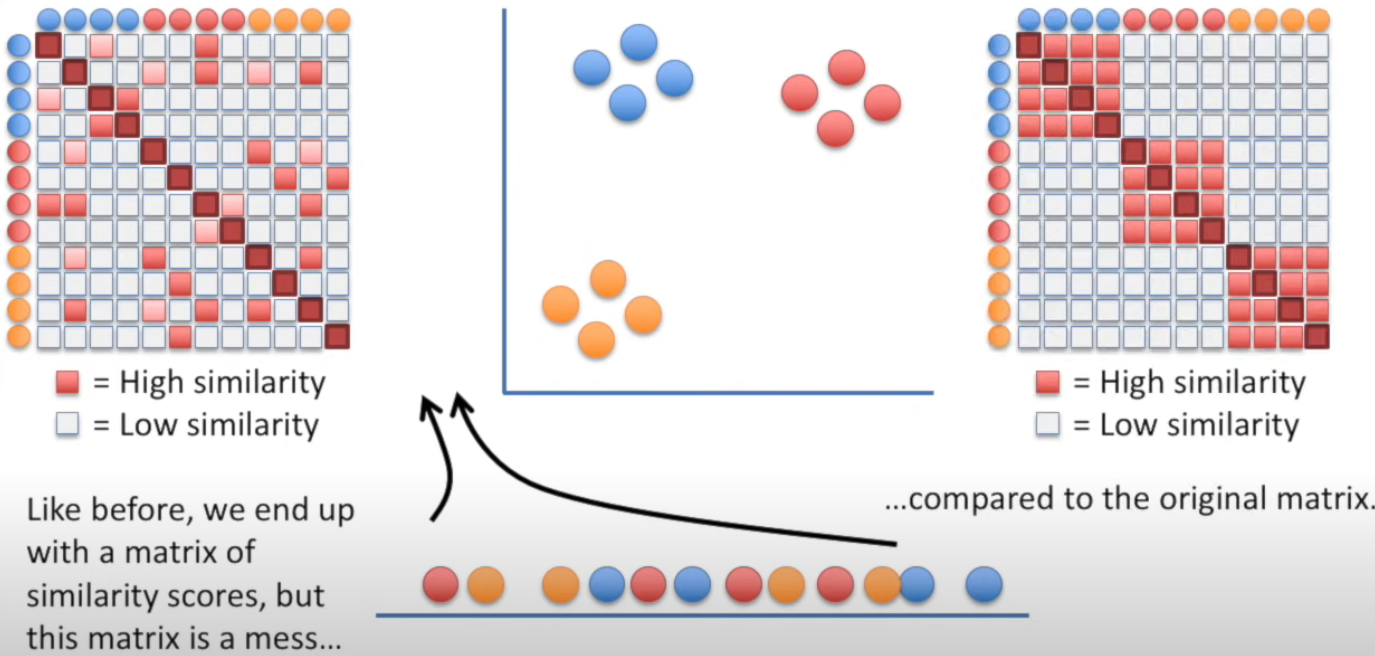 = High similarity
= Low similarity
= High similarity
= Low similarity
Like before, we end up
with a matrix of
similarity scores, but
this matrix is a mess...
...compared to the original matrix.